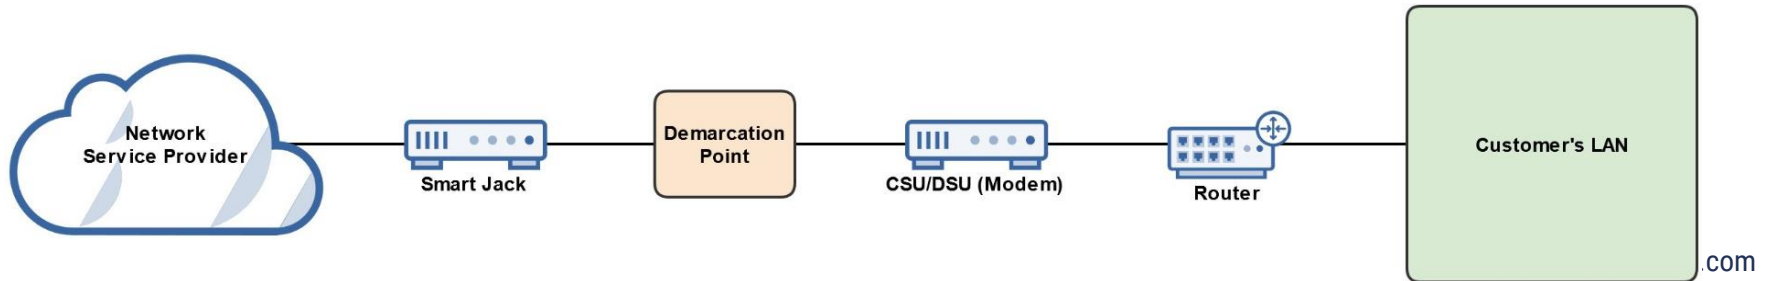 Network
Service Provider
Smart Jack
Demarcation
Point
CSU/DSU (Modem)
Router
Customer's LAN
.com